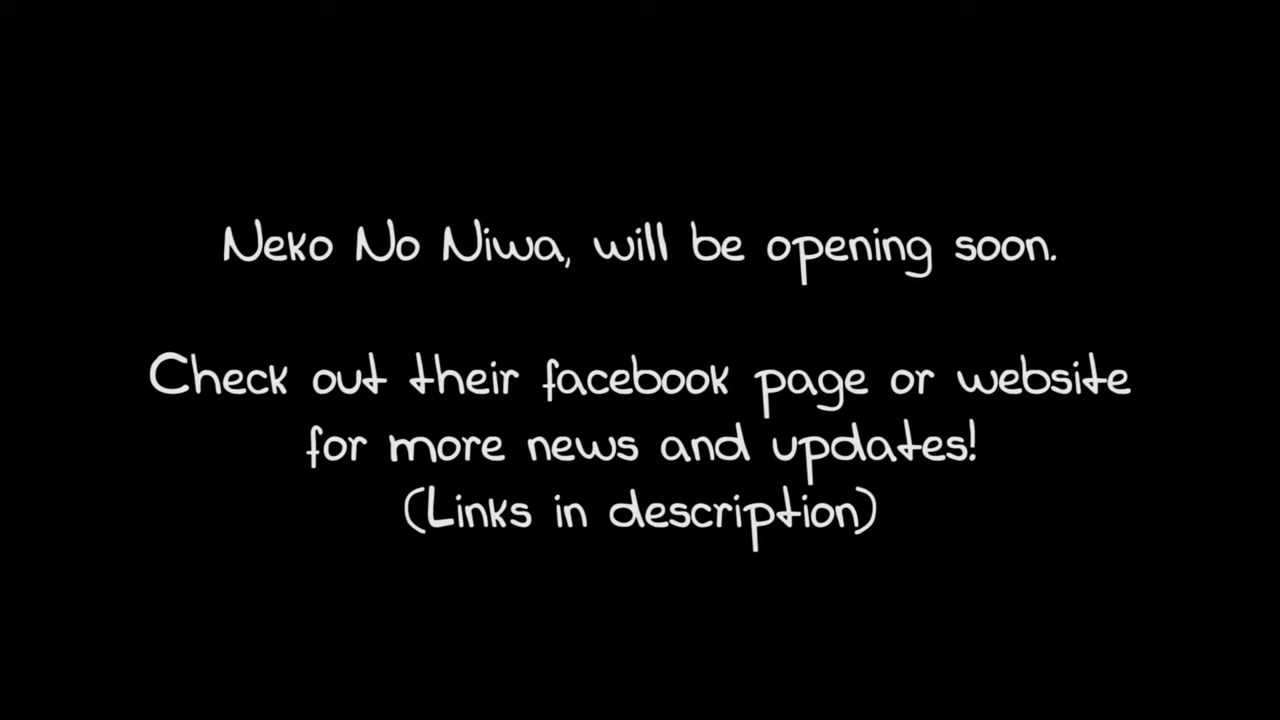 Neko No Niwa, will be opening soon.
Check out their facebook page or website
for more news and updates!
(Links in description)